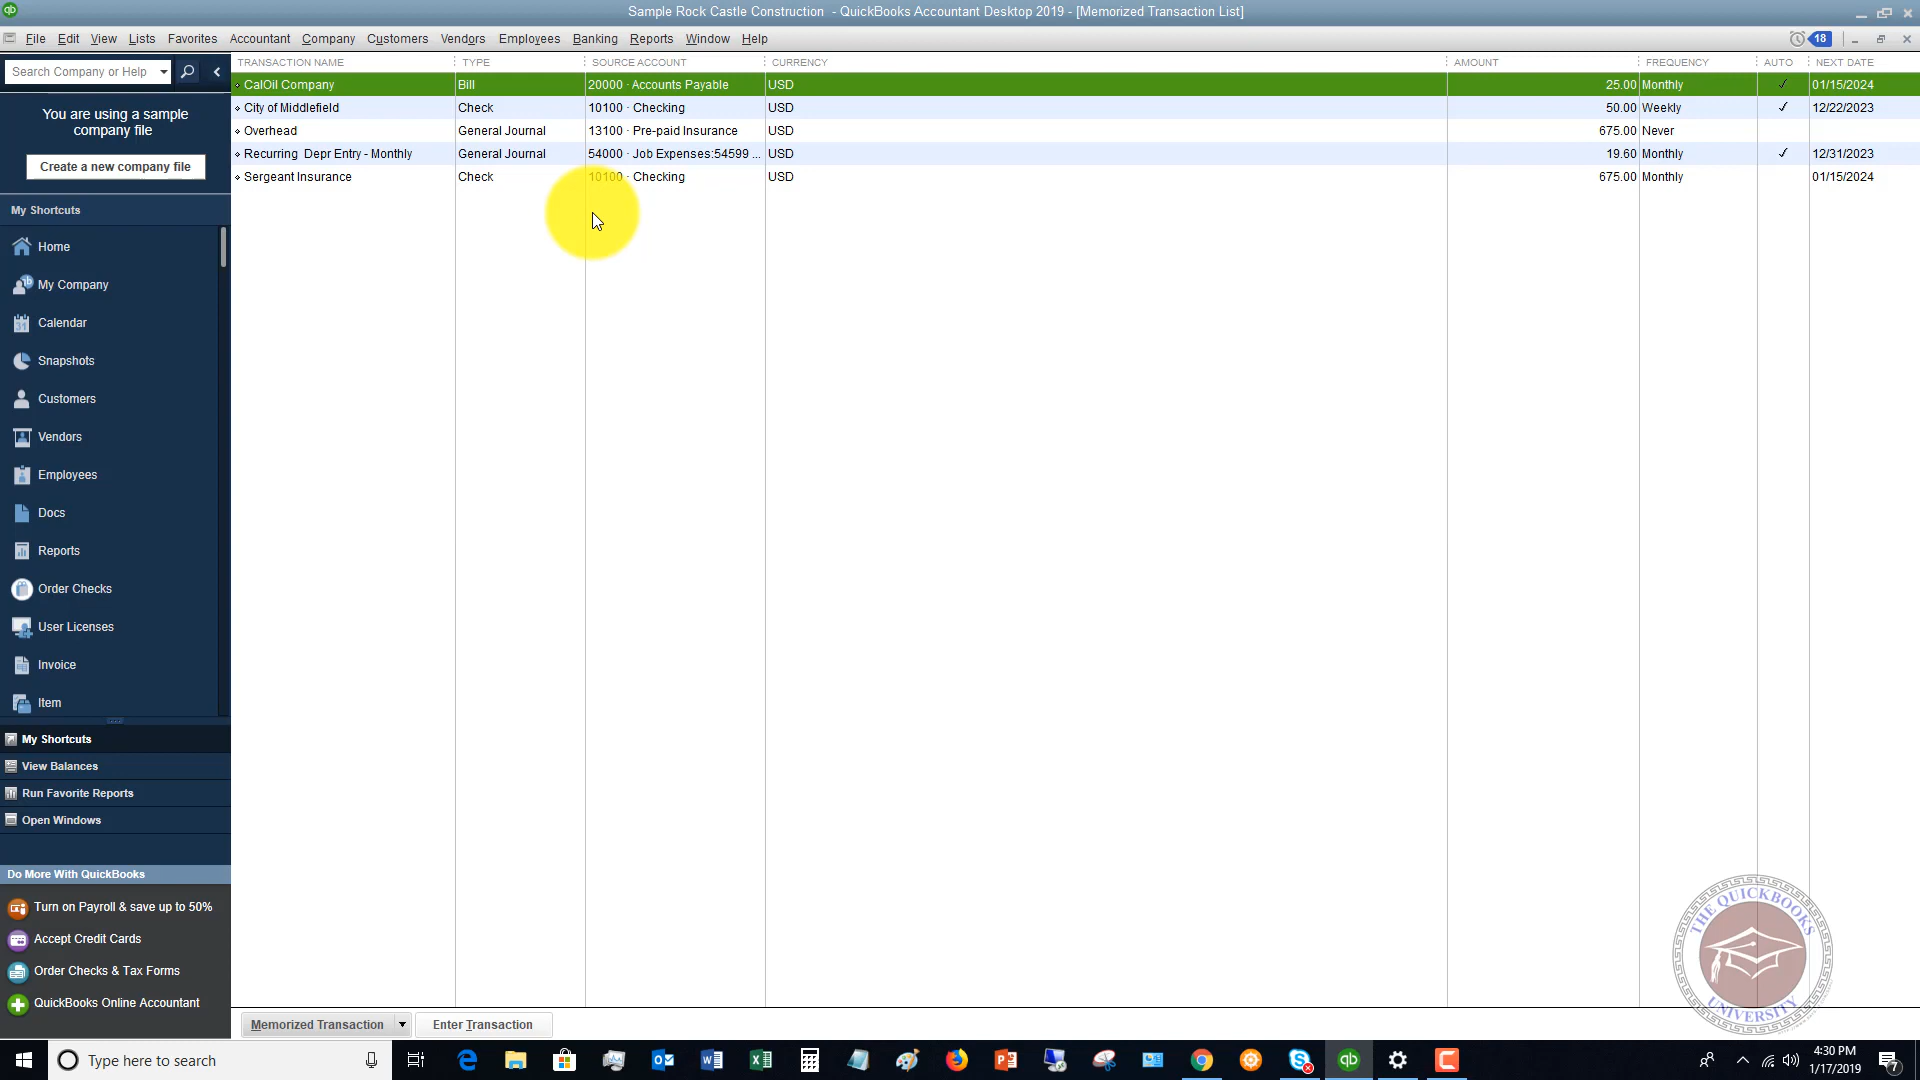 Sample Rock Castle Construction - QuickBooks Accountant Desktop 2019 - [Memorized Transaction List]
File Edit View Lists Favorites Accountant Company Customers Vendors Employees Banking Reports Window Help
18
Search Company or Help
You are using a sample
company file
Create a new company file
My Shortcuts
Home
My Company
31
Calendar
Snapshots
Customers
Vendors
Employees
Docs
Reports
Order Checks
User Licenses
Invoice
Item
My Shortcuts
View Balances
Run Favorite Reports
Open Windows
Do More With QuickBooks
Turn on Payroll & save up to 50%
Accept Credit Cards
Order Checks & Tax Forms
QuickBooks Online Accountant
TRANSACTION NAME TYPE SOURCE ACCOUNT CURRENCY AMOUNT FREQUENCY AUTO NEXT DATE
CalOil Company Bill 20000 · Accounts Payable USD 25.00 Monthly ✓ 01/15/2024
City of Middlefield Check 10100 · Checking USD 50.00 Weekly ✓ 12/22/2023
Overhead General Journal 13100 · Pre-paid Insurance USD 675.00 Never
Recurring Depr Entry - Monthly General Journal 54000 · Job Expenses:54599 ... USD 19.60 Monthly ✓ 12/31/2023
Sergeant Insurance Check 10100 · Checking USD 675.00 Monthly 01/15/2024
THE QUICKBOOKS
UNIVERSITY
Memorized Transaction Enter Transaction
Type here to search
4:30 PM
1/17/2019
7